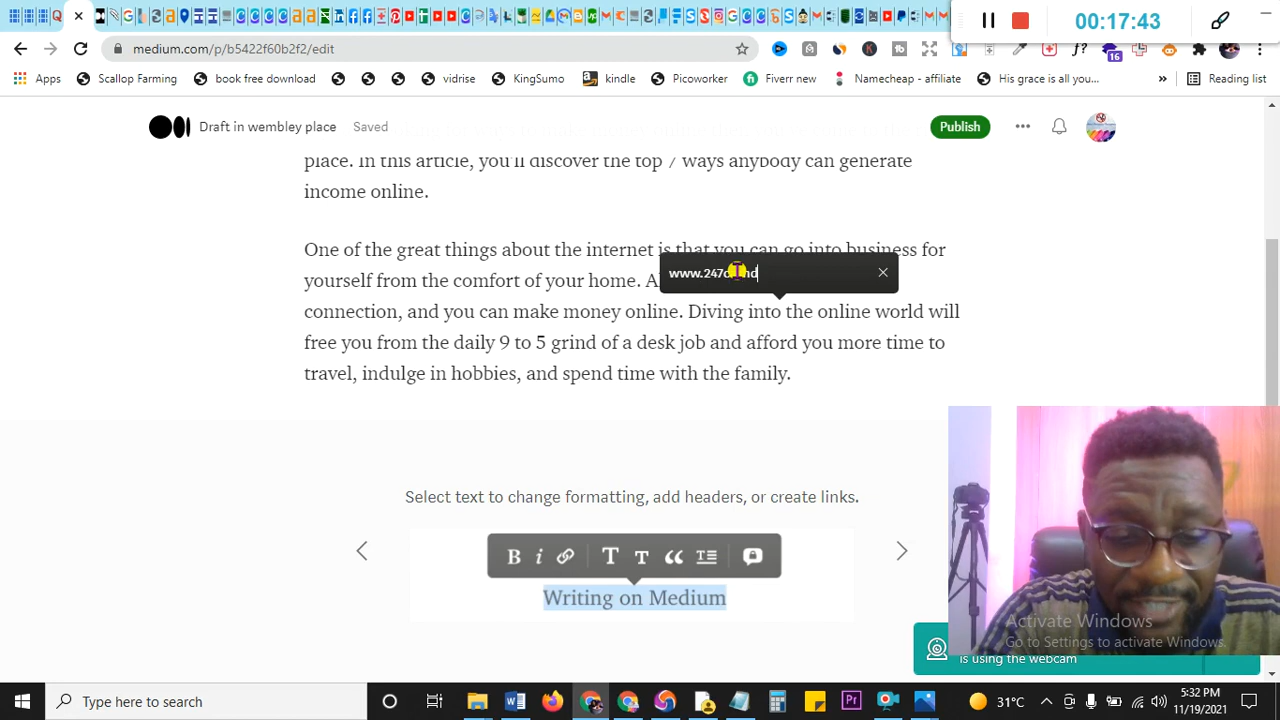 00:17:43
medium.com/p/b5422f60b2f2/edit
16
Apps Scallop Farming book free download vidrise KingSumo kindle Picoworker Fiverr new Namecheap - affiliate His grace is all you... » Reading list
Draft in wembley place Saved Publish
place. In this article, you'll discover the top 7 ways anybody can generate
income online.
One of the great things about the internet is that you can go into business for
www.247
yourself from the comfort of your home.
connection, and you can make money online. Diving into the online world will
free you from the daily 9 to 5 grind of a desk job and afford you more time to
travel, indulge in hobbies, and spend time with the family.
Select text to change formatting, add headers, or create links.
B i T T
Writing on Medium
Activate Windows
Go to Settings to activate Windows.
is using the webcam
Type here to search
31°C
5:32 PM
11/19/2021